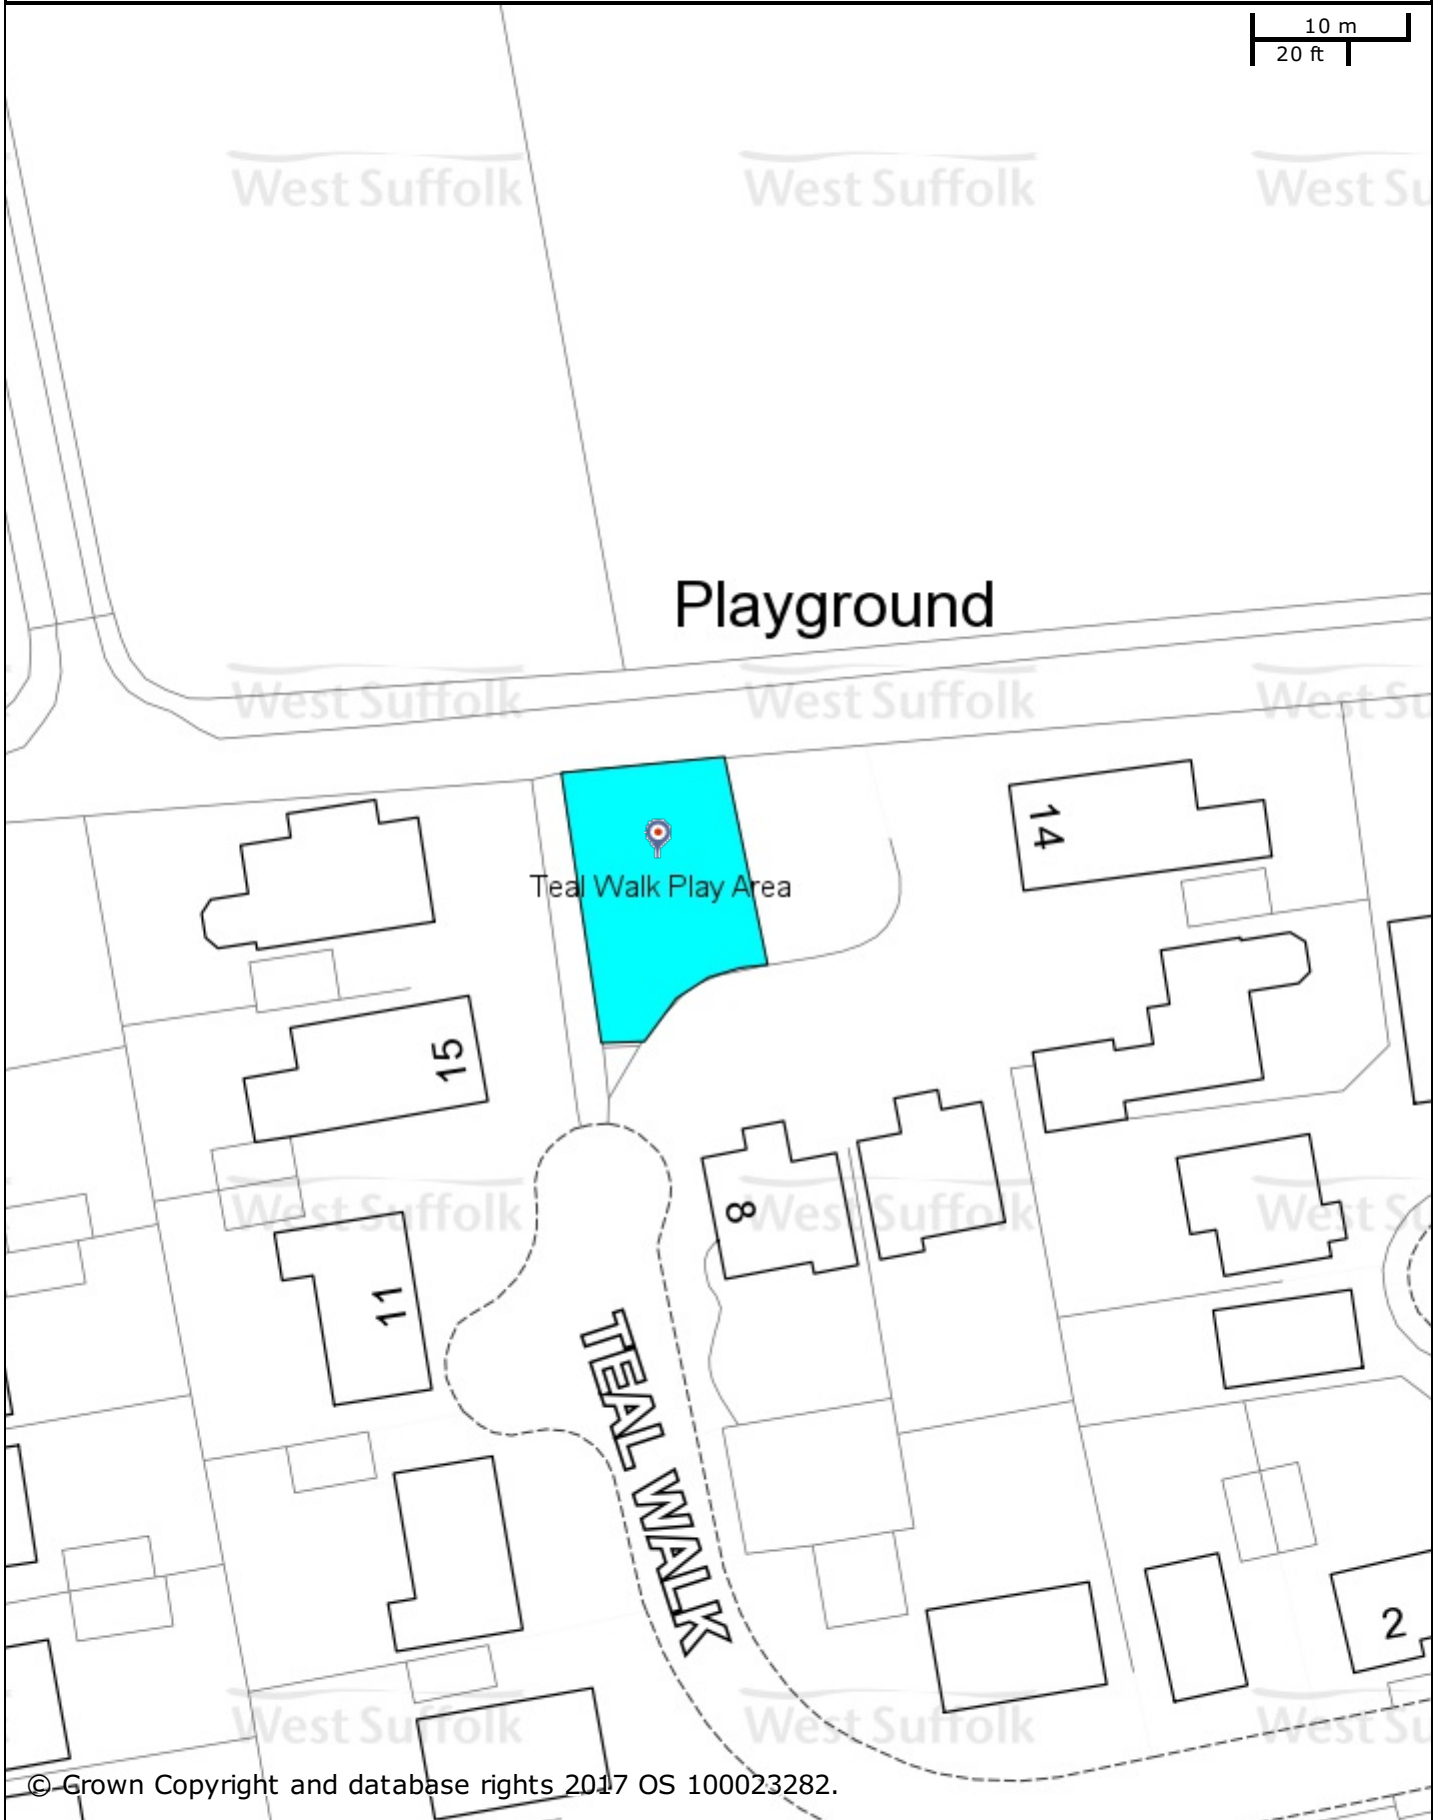 10 m
20 ft
West Suffolk
West Suffolk
West Su
Playground
West Suffolk
West Suffolk
West Su
14
Teal Walk Play Area
15
8
West Suffolk
West Suffolk
West Su
11
TEAL WALK
2
West Suffolk
West Suffolk
West Su
© Crown Copyright and database rights 2017 OS 100023282.